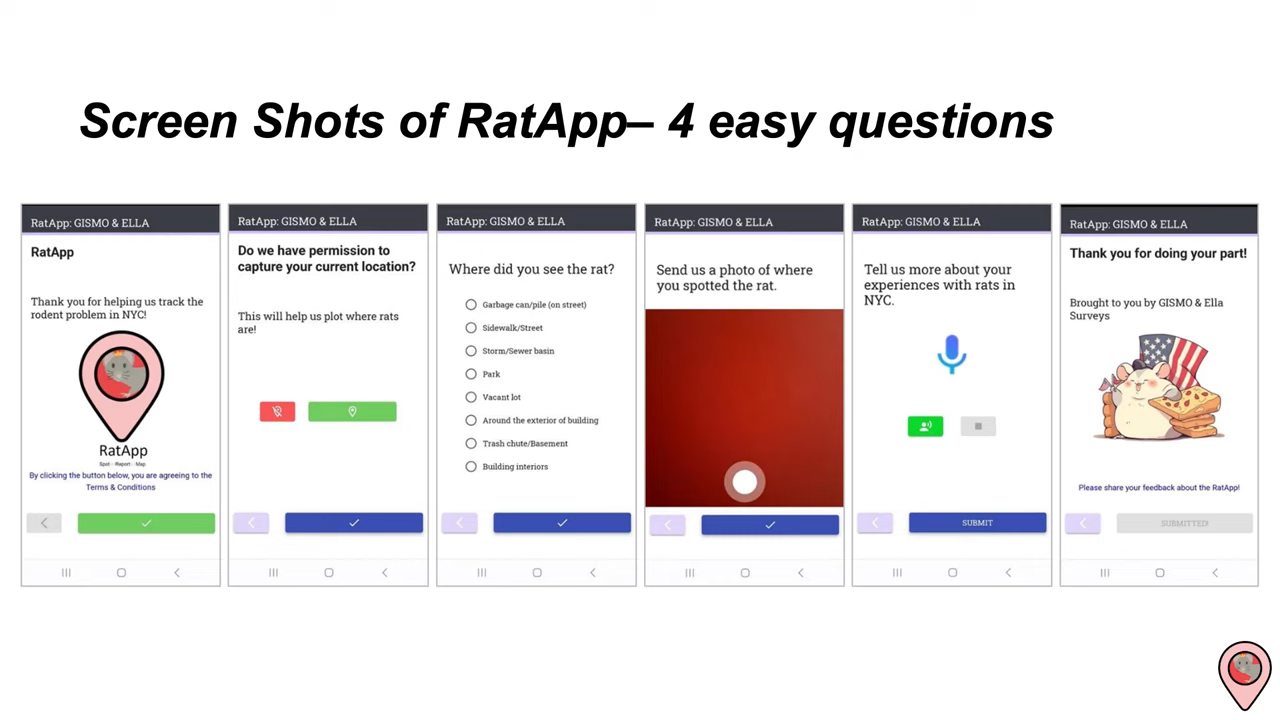 Screen Shots of RatApp– 4 easy questions
RatApp: GISMO & ELLA
RatApp
Thank you for helping us track the
rodent problem in NYC!
RatApp
Spot · Report · Map
By clicking the button below, you are agreeing to the
Terms & Conditions
RatApp: GISMO & ELLA
Do we have permission to
capture your current location?
This will help us plot where rats
are!
RatApp: GISMO & ELLA
Where did you see the rat?
Garbage can/pile (on street)
Sidewalk/Street
Storm/Sewer basin
Park
Vacant lot
Around the exterior of building
Trash chute/Basement
Building interiors
RatApp: GISMO & ELLA
Send us a photo of where
you spotted the rat.
RatApp: GISMO & ELLA
Tell us more about your
experiences with rats in
NYC.
SUBMIT
RatApp: GISMO & ELLA
Thank you for doing your part!
Brought to you by GISMO & Ella
Surveys
Please share your feedback about the RatApp!
SUBMITTED!